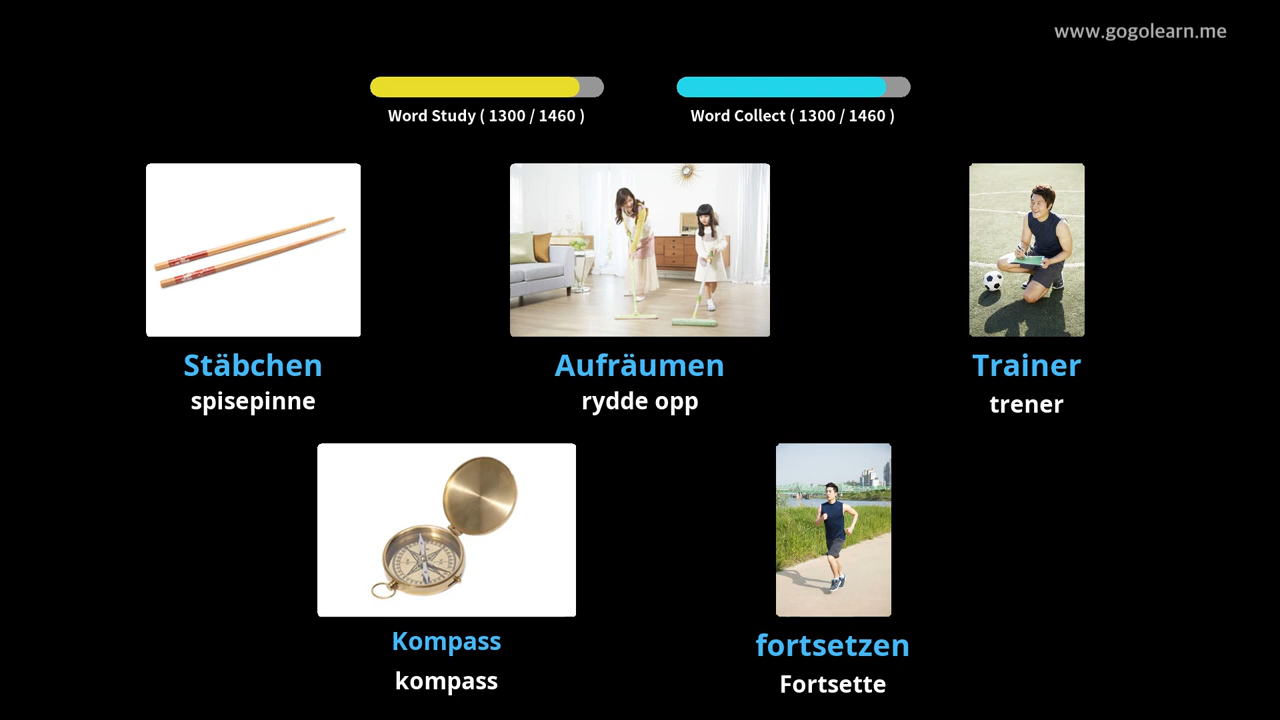 www.gogolearn.me
Word Study ( 1300 / 1460 )
Word Collect ( 1300 / 1460 )
Stäbchen
spisepinne
Aufräumen
rydde opp
Trainer
trener
Kompass
kompass
fortsetzen
Fortsette